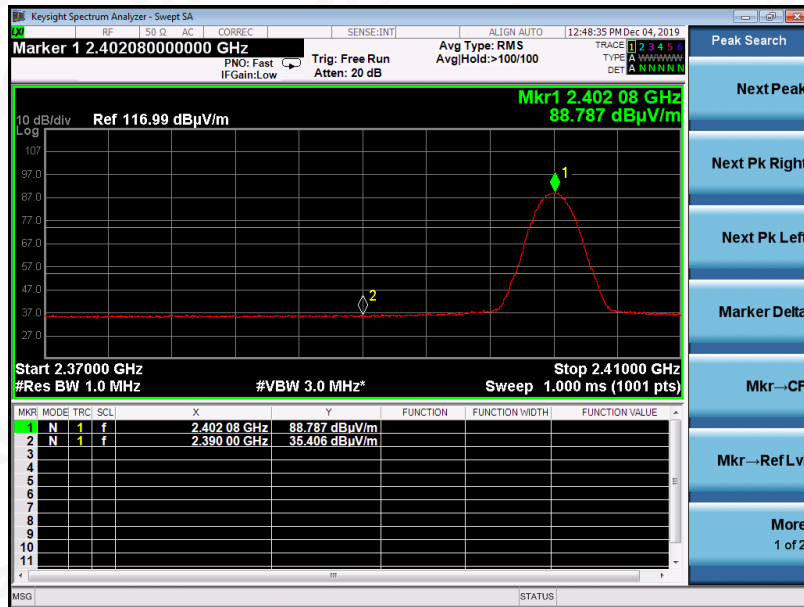 Keysight Spectrum Analyzer - Swept SA
LXI RF 50 Ω AC CORREC SENSE:INT ALIGN AUTO 12:48:35 PM Dec 04, 2019
Marker 1 2.402080000000 GHz
PNO: Fast
IFGain:Low
Trig: Free Run
Atten: 20 dB
Avg Type: RMS
Avg|Hold:>100/100
TRACE 1 2 3 4 5 6
TYPE A WWWWW
DET A N N N N N
Peak Search
Next Peak
Next Pk Right
Next Pk Left
Marker Delta
Mkr→CF
Mkr→Ref Lv
More
1 of 2
Mkr1 2.402 08 GHz
88.787 dBµV/m
10 dB/div Ref 116.99 dBµV/m
Log
107
97.0
87.0
77.0
67.0
57.0
47.0
37.0
27.0
1
2
Start 2.37000 GHz Stop 2.41000 GHz
#Res BW 1.0 MHz #VBW 3.0 MHz* Sweep 1.000 ms (1001 pts)
MKR MODE TRC SCL X Y FUNCTION FUNCTION WIDTH FUNCTION VALUE
1 N 1 f 2.402 08 GHz 88.787 dBµV/m
2 N 1 f 2.390 00 GHz 35.406 dBµV/m
3
4
5
6
7
8
9
10
11
MSG STATUS